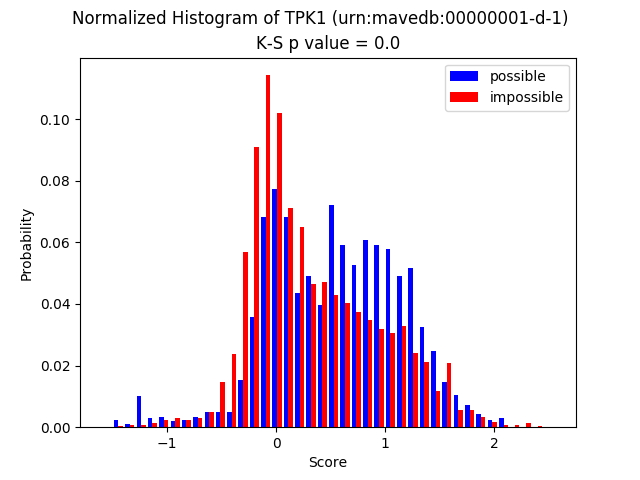 Normalized Histogram of TPK1 (urn:mavedb:00000001-d-1)
K-S p value = 0.0
possible
impossible
0.10
0.08
0.06
0.04
0.02
0.00
Probability
−1
0
1
2
Score